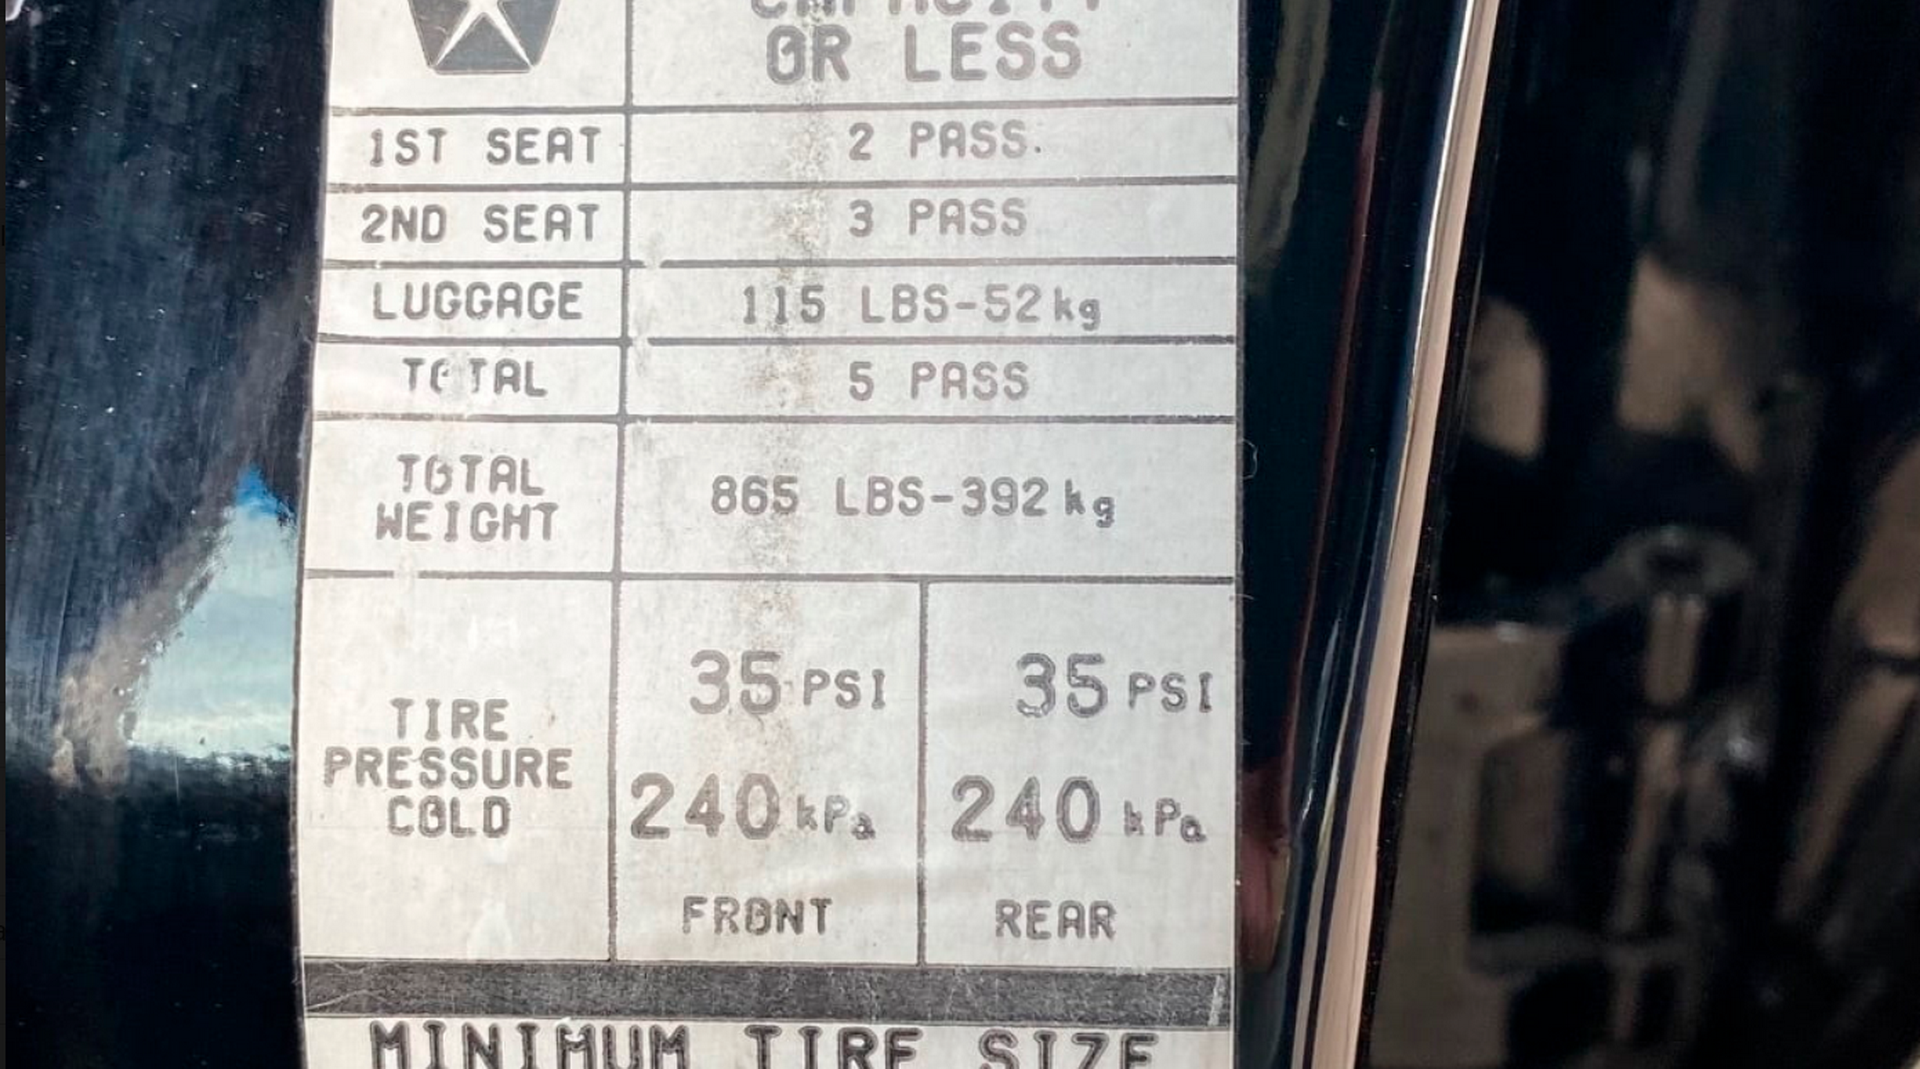 CAPACITY
OR LESS
1ST SEAT 2 PASS.
2ND SEAT 3 PASS
LUGGAGE 115 LBS-52kg
TOTAL 5 PASS
TOTAL
WEIGHT
865 LBS-392kg
TIRE
PRESSURE
COLD
35 PSI 35 PSI
240 kPa 240 kPa
FRONT REAR
MINIMUM TIRE SIZE